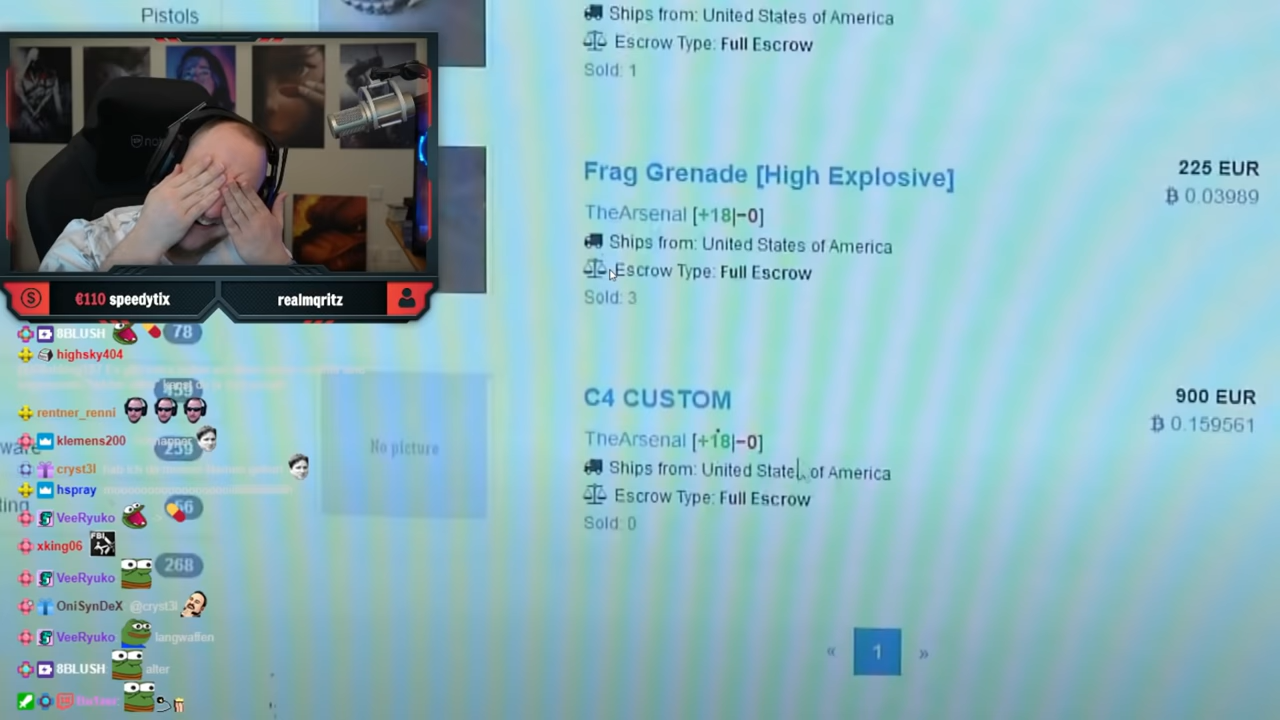 Pistols
Ships from: United States of America
Escrow Type: Full Escrow
Sold: 1
Frag Grenade [High Explosive]
225 EUR
฿ 0.03989
TheArsenal [+18|−0]
Ships from: United States of America
Escrow Type: Full Escrow
Sold: 3
€110 speedytix
realmqritz
8BLUSH
78
highsky404
459
rentner_renni
klemens200
239
cryst3l
hspray
VeeRyuko
xking06
FBI
268
VeeRyuko
OniSynDeX @cryst3l
VeeRyuko langwaffen
8BLUSH alter
No picture
C4 CUSTOM
900 EUR
฿ 0.159561
TheArsenal [+18|−0]
Ships from: United States of America
Escrow Type: Full Escrow
Sold: 0
« 1 »